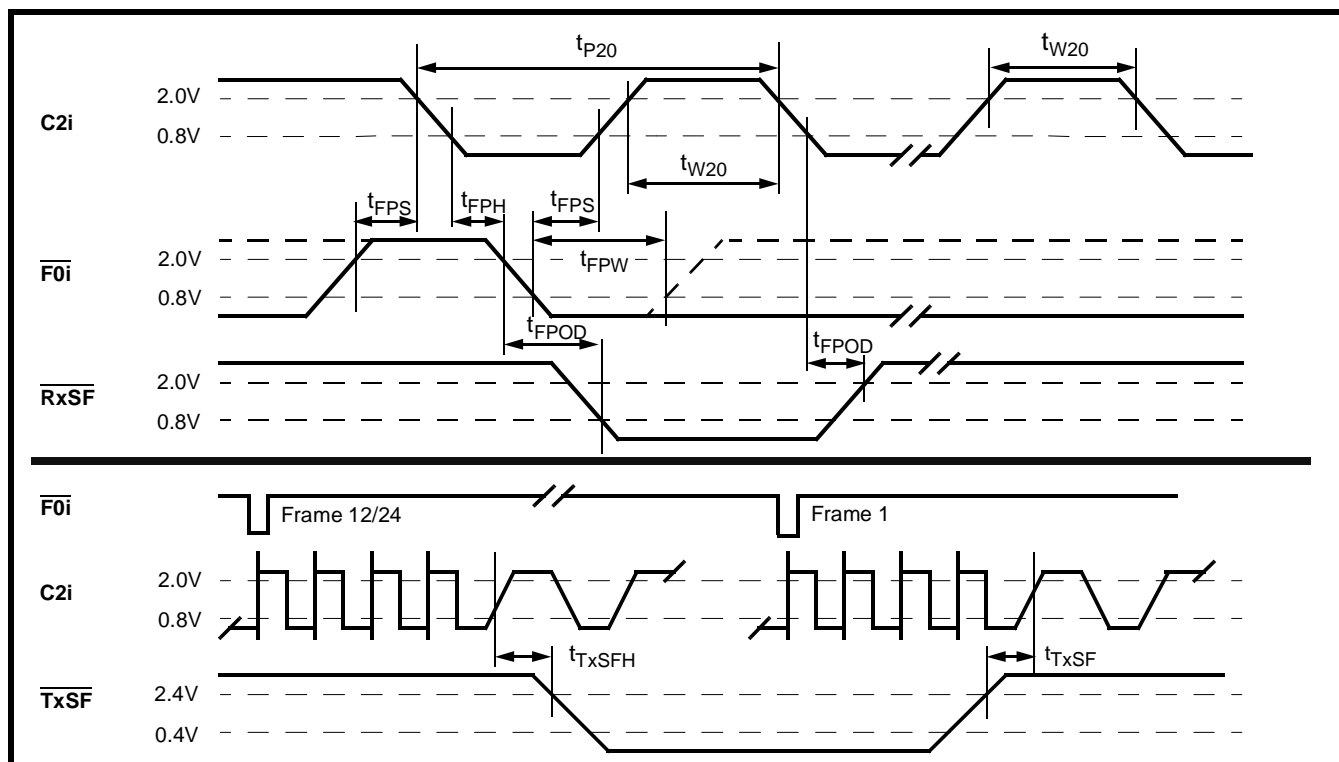 tP20
tW20
2.0V
C2i
0.8V
tW20
tFPS
tFPH
tFPS
2.0V
F0i
tFPW
0.8V
tFPOD
tFPOD
2.0V
RxSF
0.8V
F0i
Frame 12/24
Frame 1
2.0V
C2i
0.8V
tTxSFH
tTxSF
2.4V
TxSF
0.4V